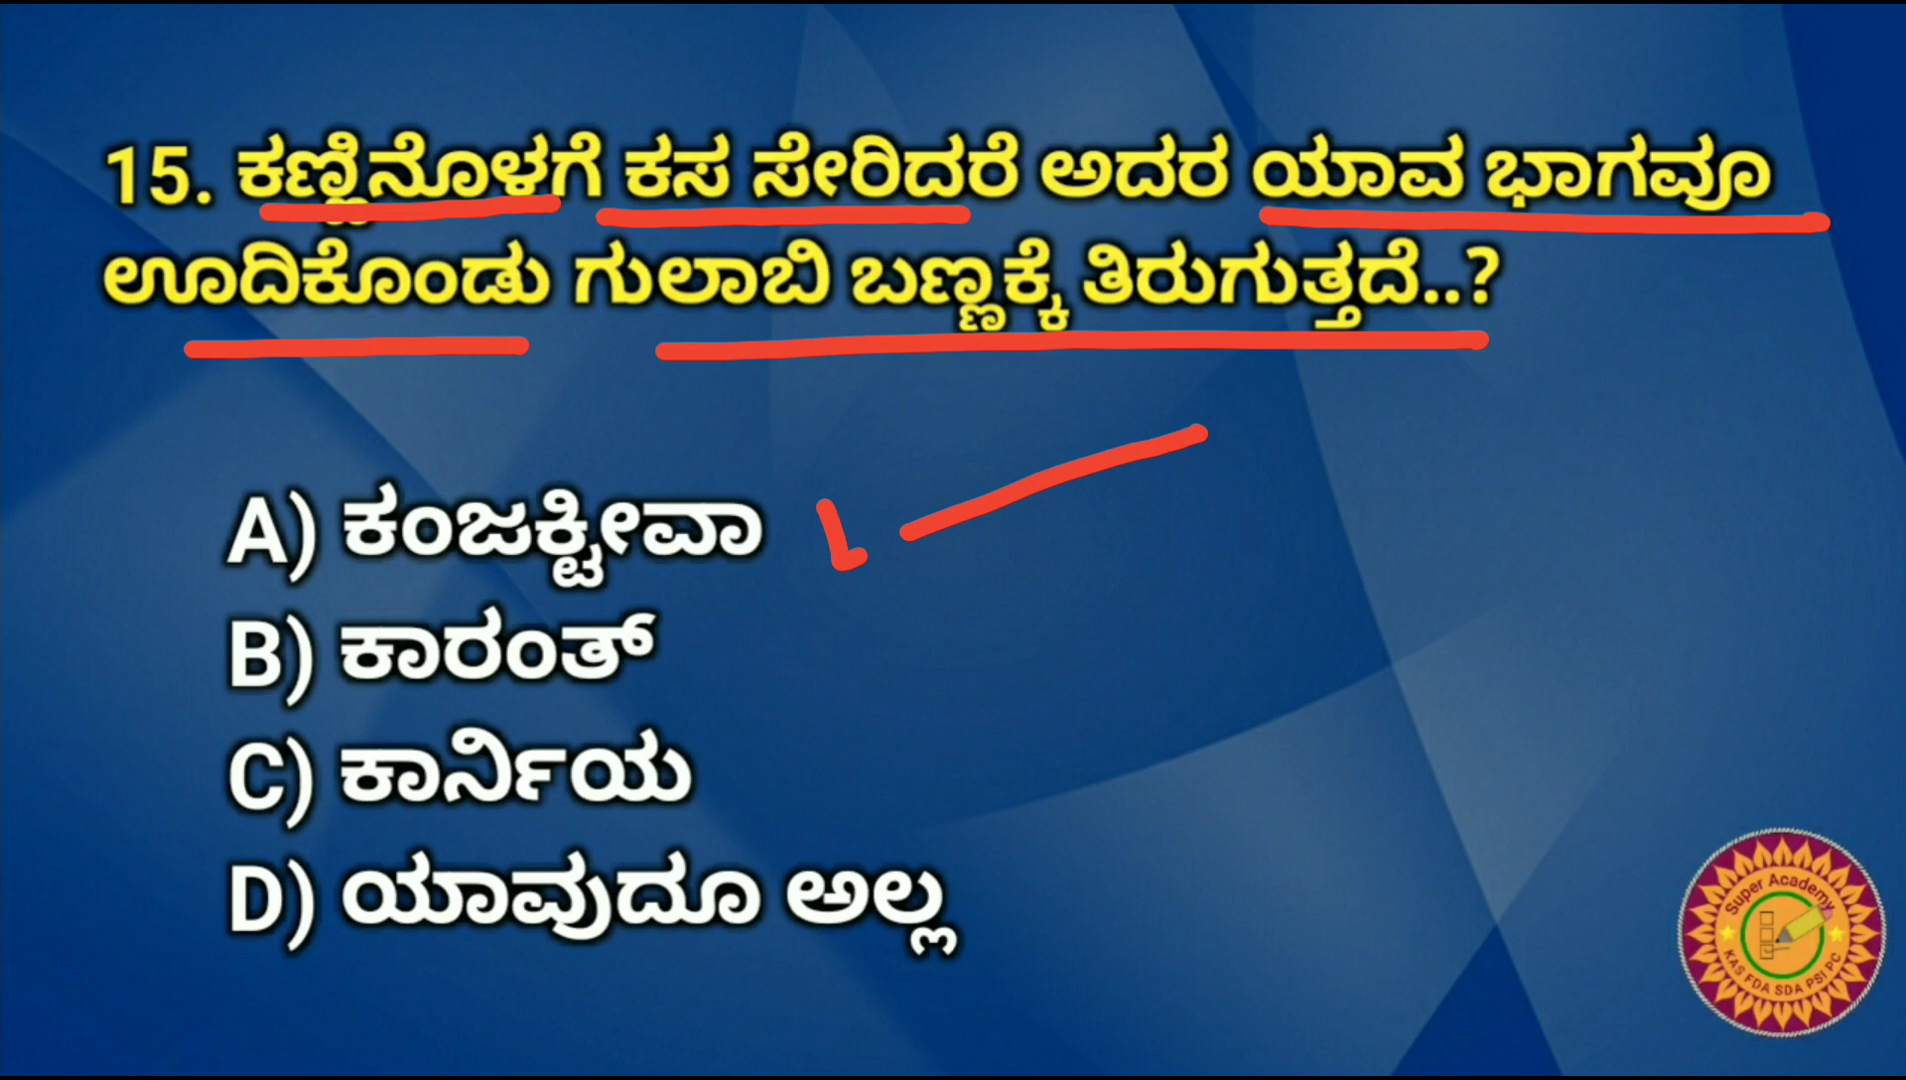 15. ಕಣ್ಣಿನೊಳಗೆ ಕಸ ಸೇರಿದರೆ ಅದರ ಯಾವ ಭಾಗವೂ
ಊದಿಕೊಂಡು ಗುಲಾಬಿ ಬಣ್ಣಕ್ಕೆ ತಿರುಗುತ್ತದೆ..?
A) ಕಂಜಕ್ಟೀವಾ
B) ಕಾರಂತ್
C) ಕಾರ್ನಿಯ
D) ಯಾವುದೂ ಅಲ್ಲ
Super Academy
KAS FDA SDA PSI PC